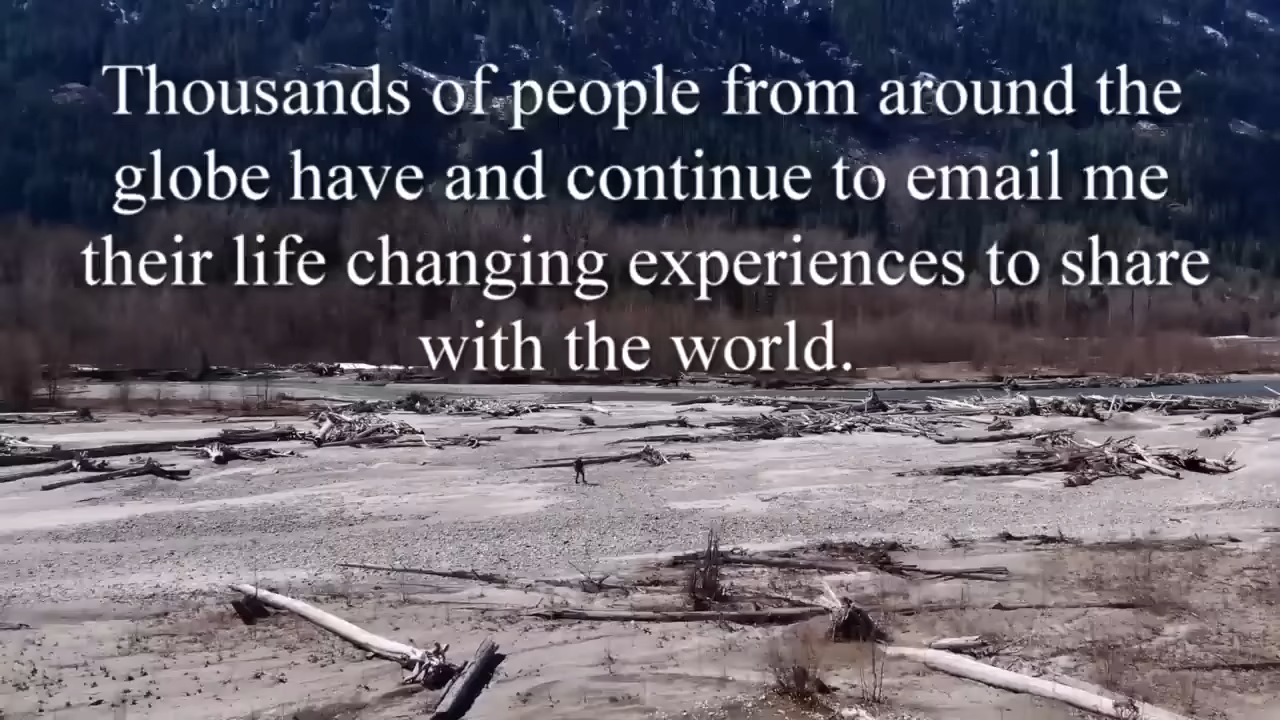 Thousands of people from around the
globe have and continue to email me
their life changing experiences to share
with the world.